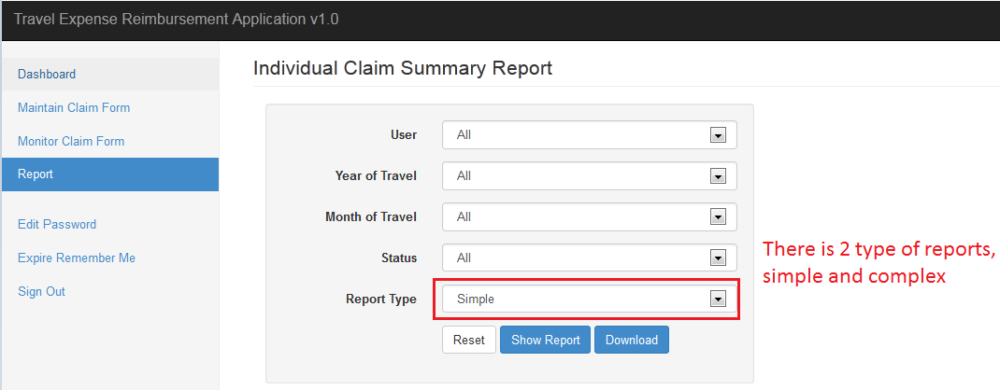 Travel Expense Reimbursement Application v1.0
Dashboard
Maintain Claim Form
Monitor Claim Form
Report
Edit Password
Expire Remember Me
Sign Out
Individual Claim Summary Report
User All
Year of Travel All
Month of Travel All
Status All
Report Type Simple
Reset Show Report Download
There is 2 type of reports,
simple and complex